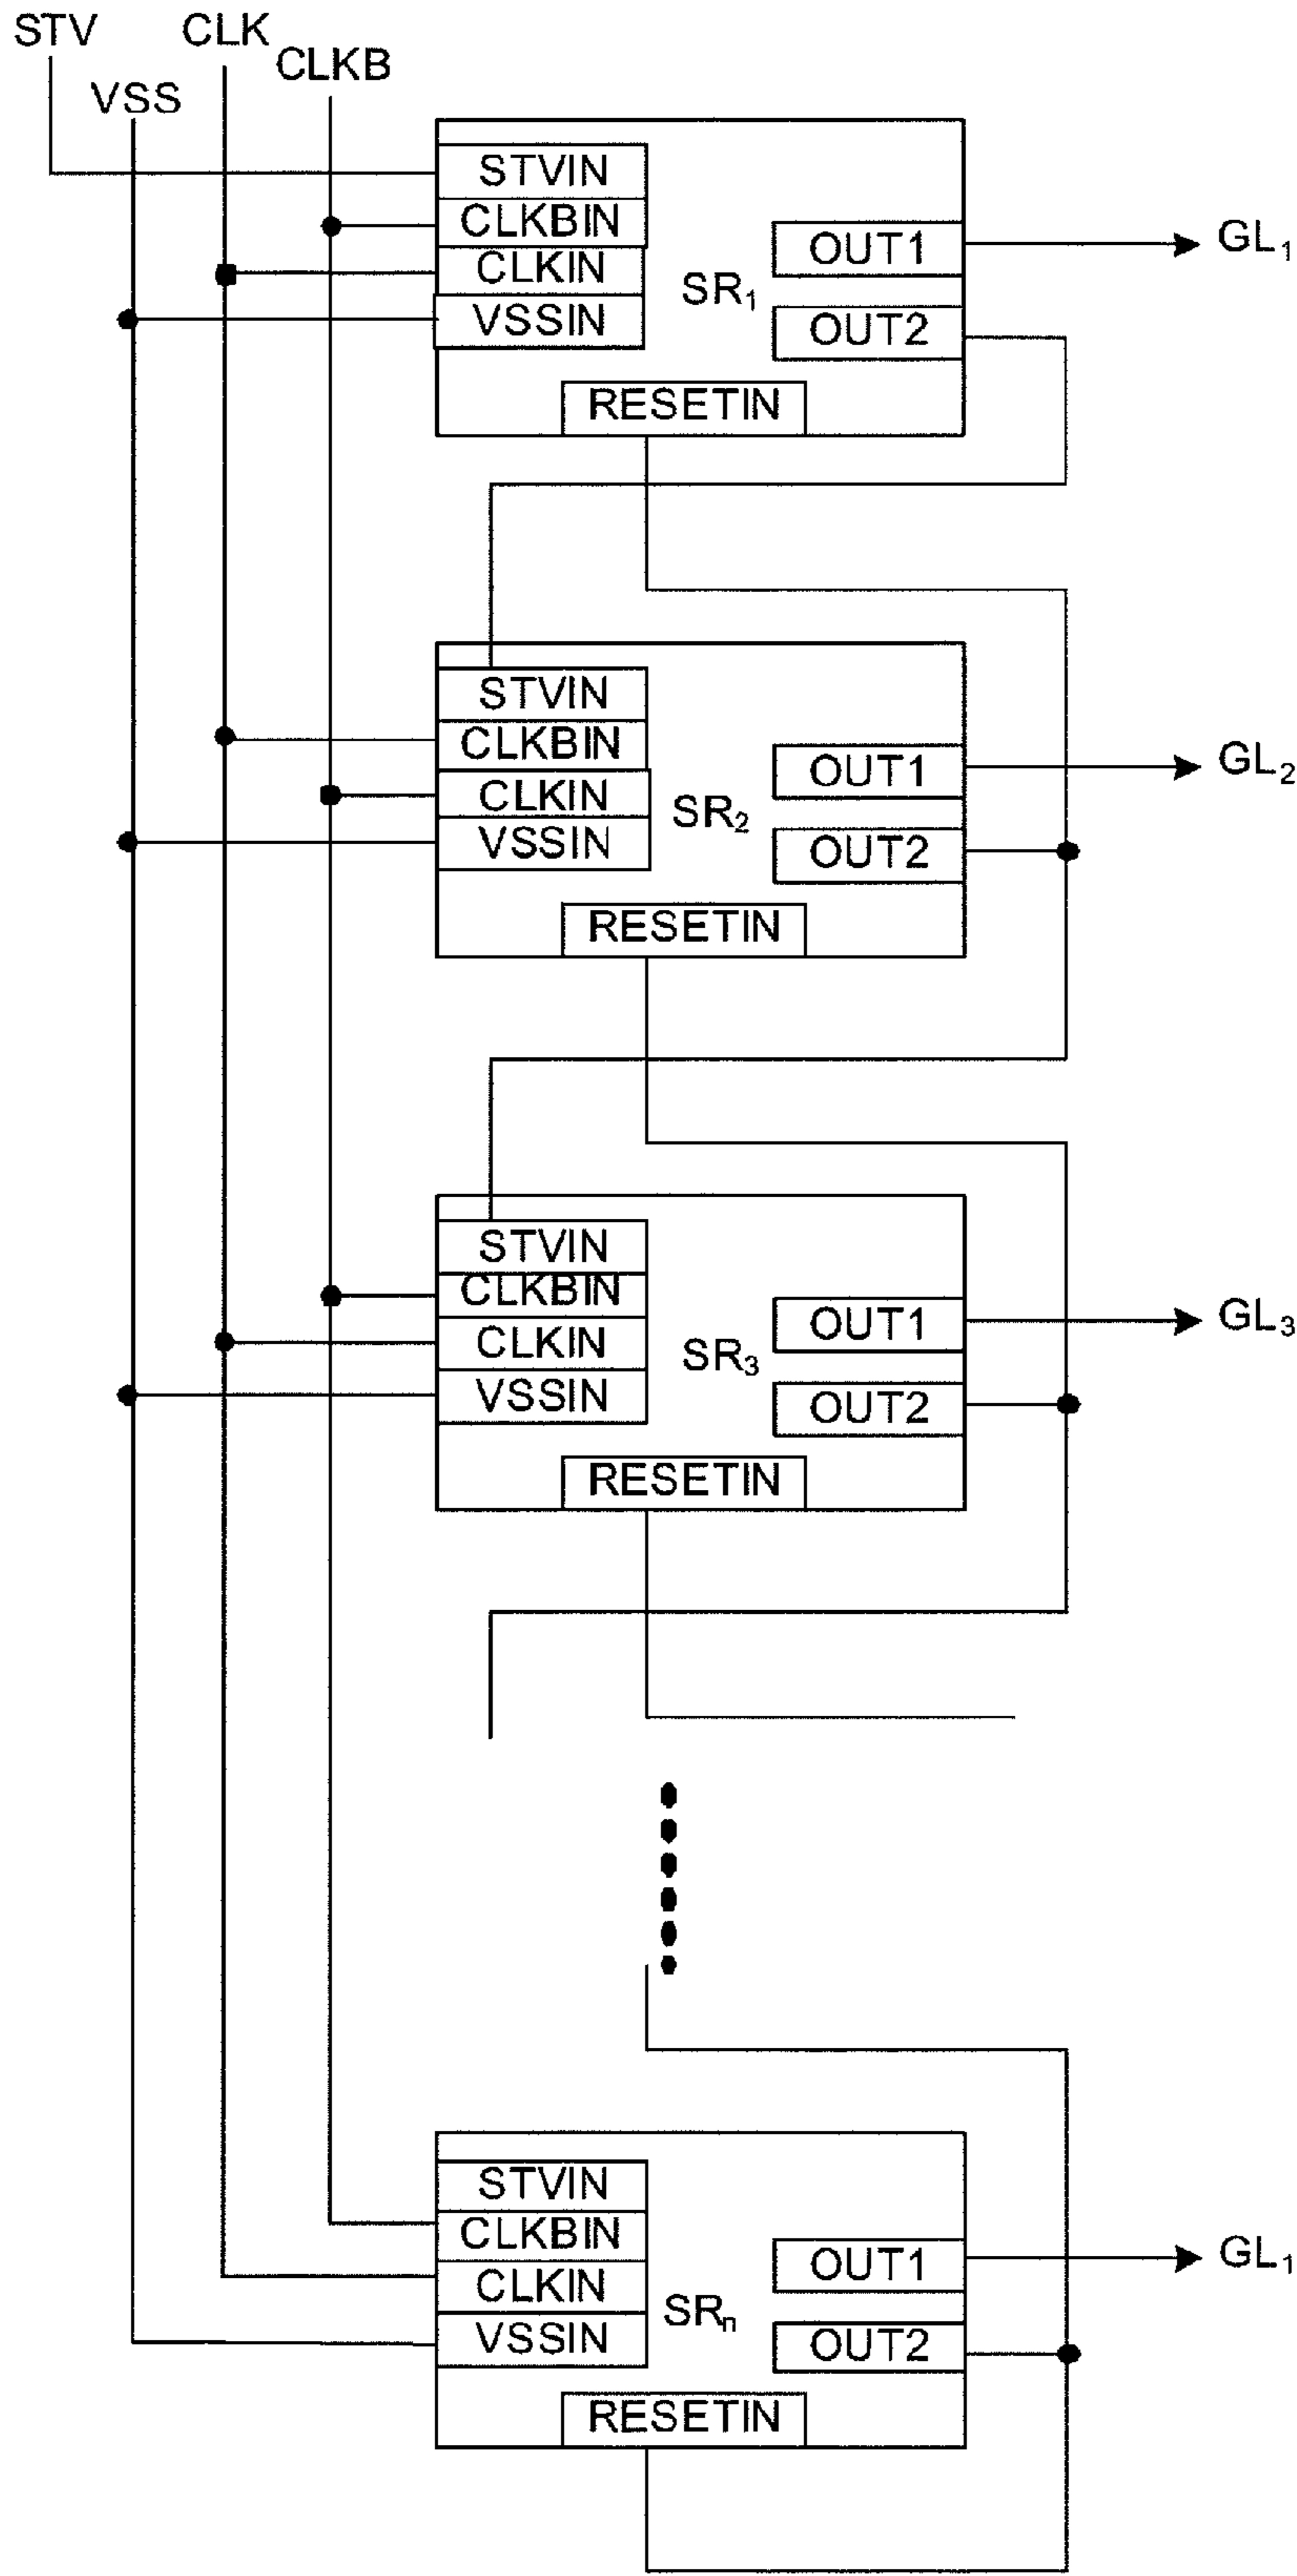 STV
CLK
CLKB
VSS
STVIN
CLKBIN
CLKIN
VSSIN
SR1
OUT1
OUT2
RESETIN
GL1
STVIN
CLKBIN
CLKIN
VSSIN
SR2
OUT1
OUT2
RESETIN
GL2
STVIN
CLKBIN
CLKIN
VSSIN
SR3
OUT1
OUT2
RESETIN
GL3
STVIN
CLKBIN
CLKIN
VSSIN
SRn
OUT1
OUT2
RESETIN
GL1